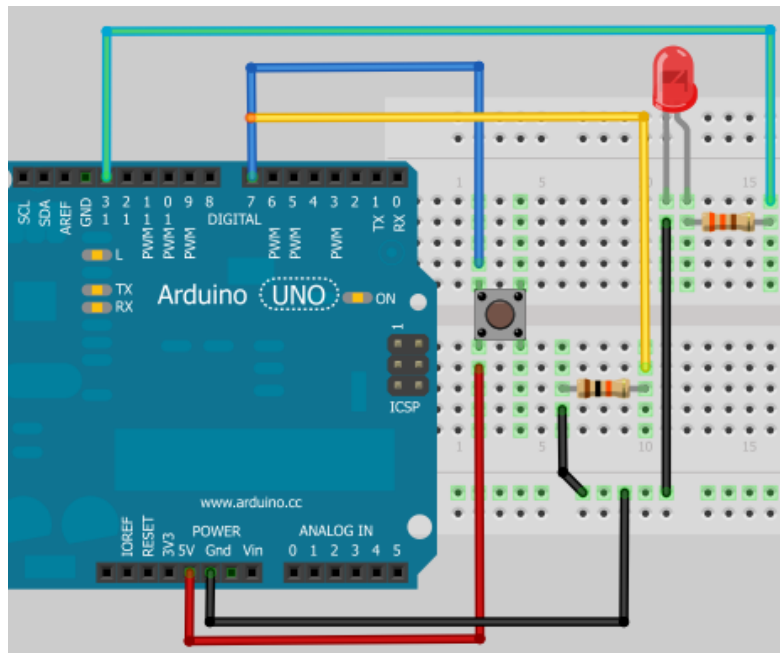 SCL
SDA
AREF
GND
13
12
PWM 11
PWM 10
PWM 9
8
DIGITAL
7
PWM 6
PWM 5
4
PWM 3
2
TX 1
RX 0
L
TX
RX
Arduino UNO
ON
1
ICSP
www.arduino.cc
POWER
ANALOG IN
IOREF
RESET
3V3
5V
Gnd
Vin
0 1 2 3 4 5
1 5 10 15
1 5 10 15